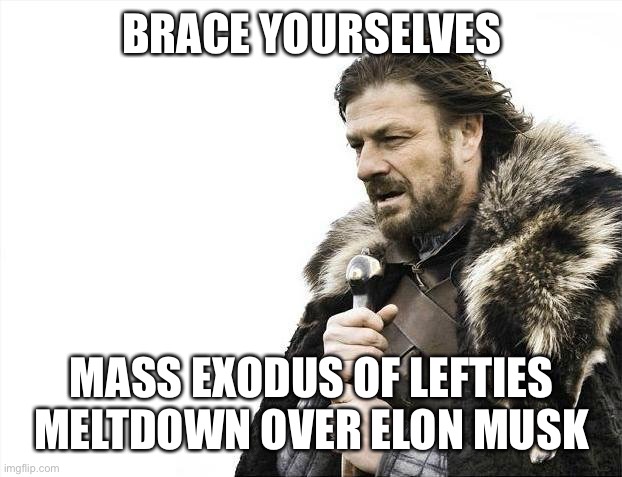 BRACE YOURSELVES
MASS EXODUS OF LEFTIES
MELTDOWN OVER ELON MUSK
imgflip.com